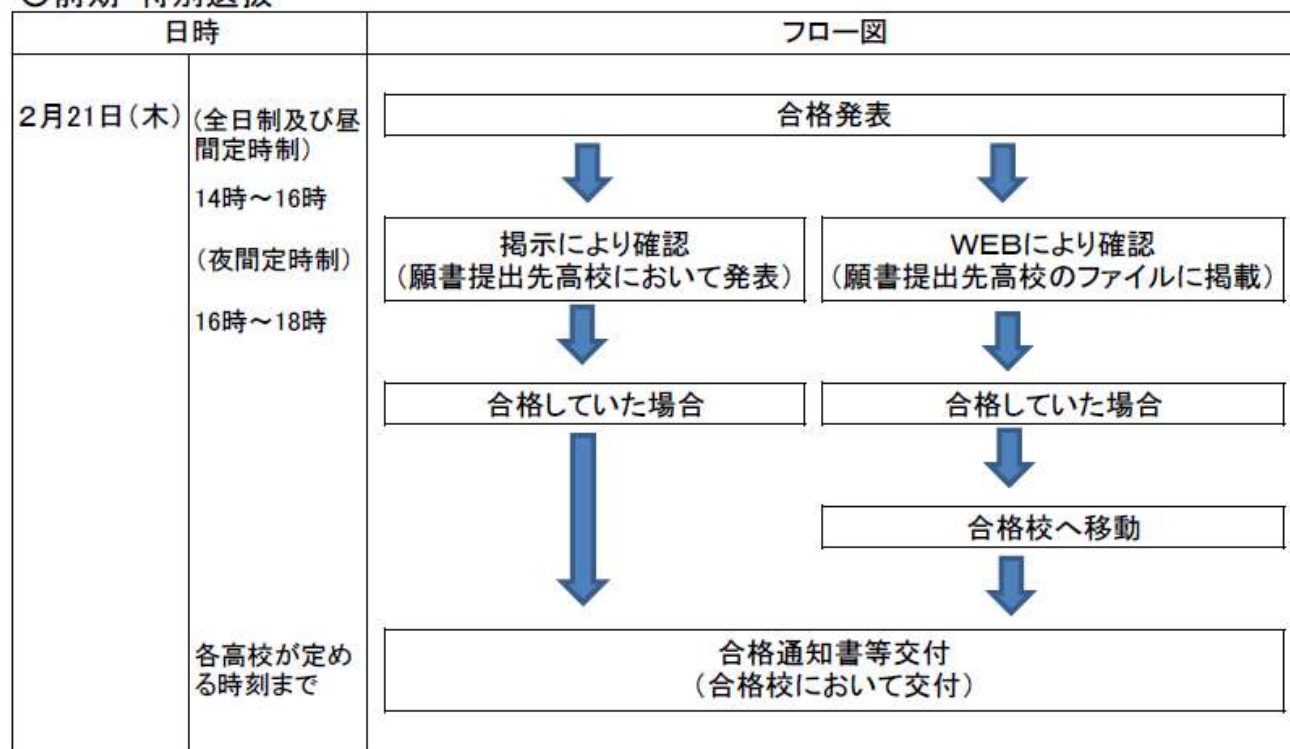 日時
フロー図
2月21日(木)
(全日制及び昼
間定時制)
14時～16時
(夜間定時制)
16時～18時
各高校が定め
る時刻まで
合格発表
掲示により確認
(願書提出先高校において発表)
WEBにより確認
(願書提出先高校のファイルに掲載)
合格していた場合
合格していた場合
合格校へ移動
合格通知書等交付
(合格校において交付)